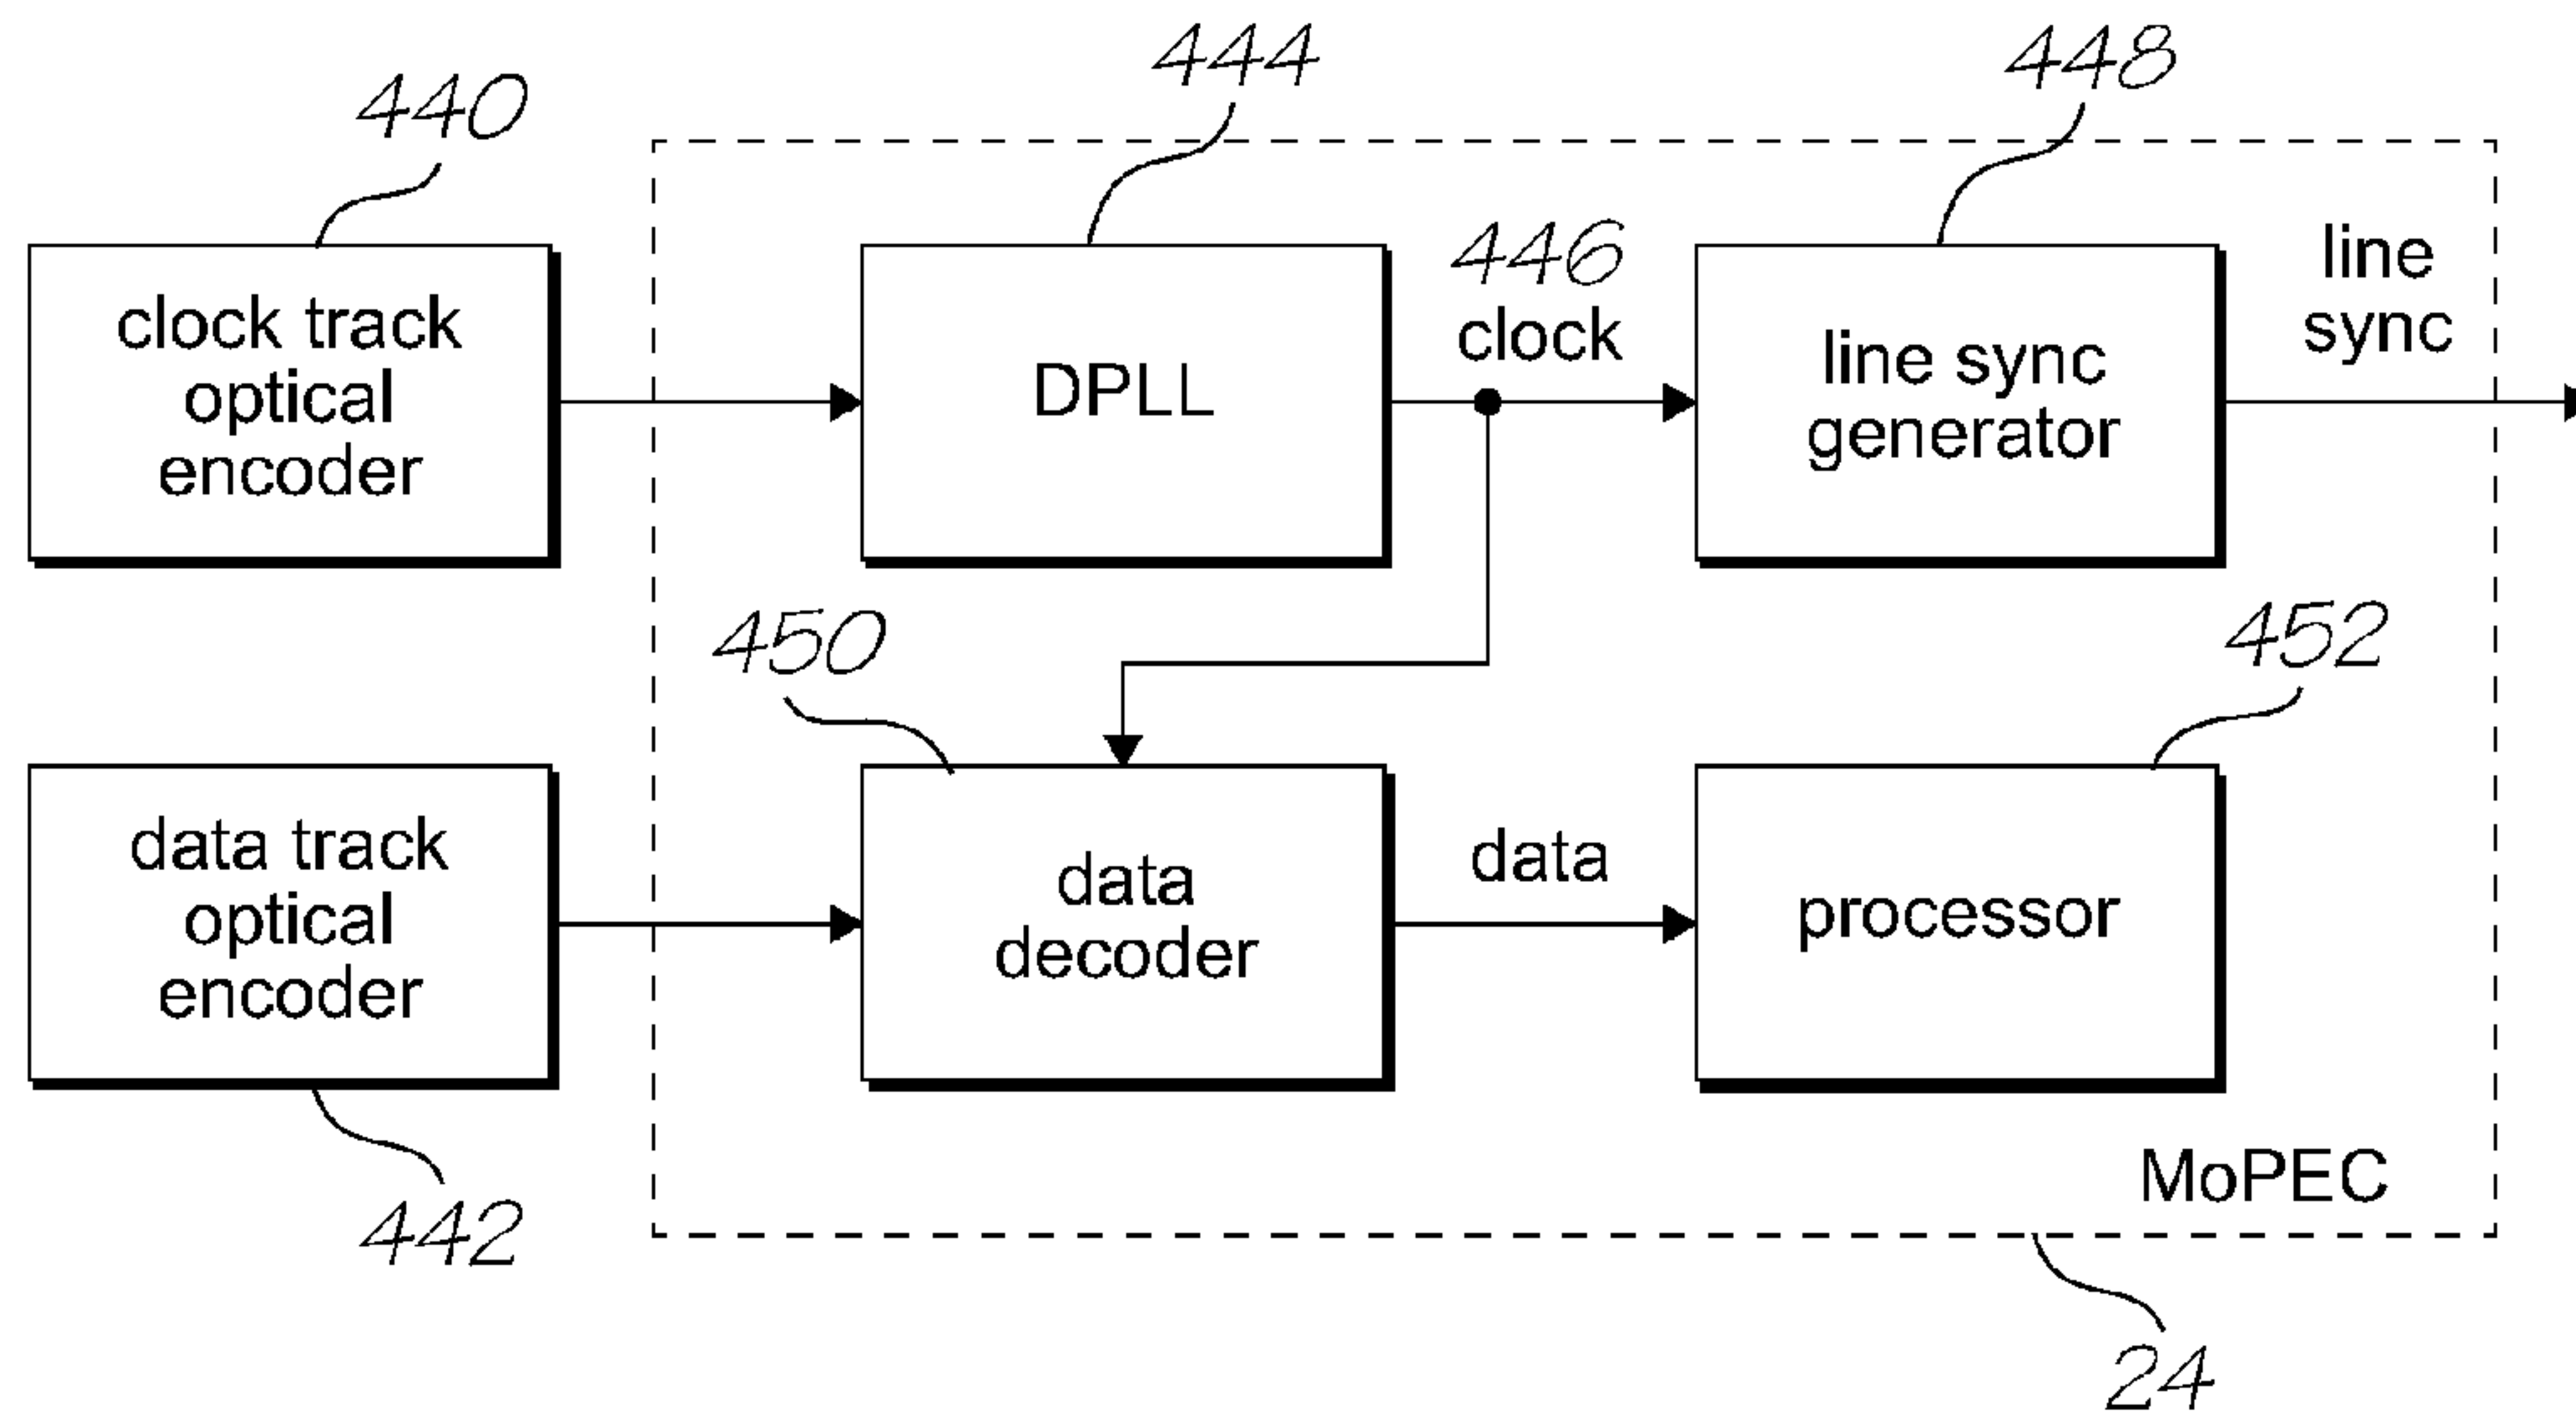 444
448
440
446
clock
line
sync
clock track
optical
encoder
DPLL
line sync
generator
450
452
data track
optical
encoder
data
decoder
data
processor
MoPEC
442
24